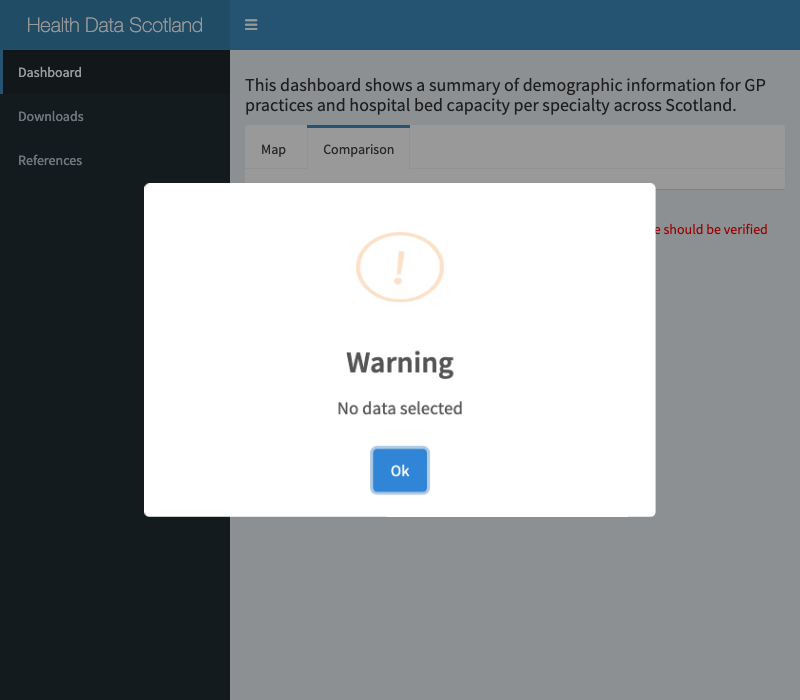 Health Data Scotland
Dashboard
Downloads
References
This dashboard shows a summary of demographic information for GP
practices and hospital bed capacity per specialty across Scotland.
Map
Comparison
should be verified
!
Warning
No data selected
Ok